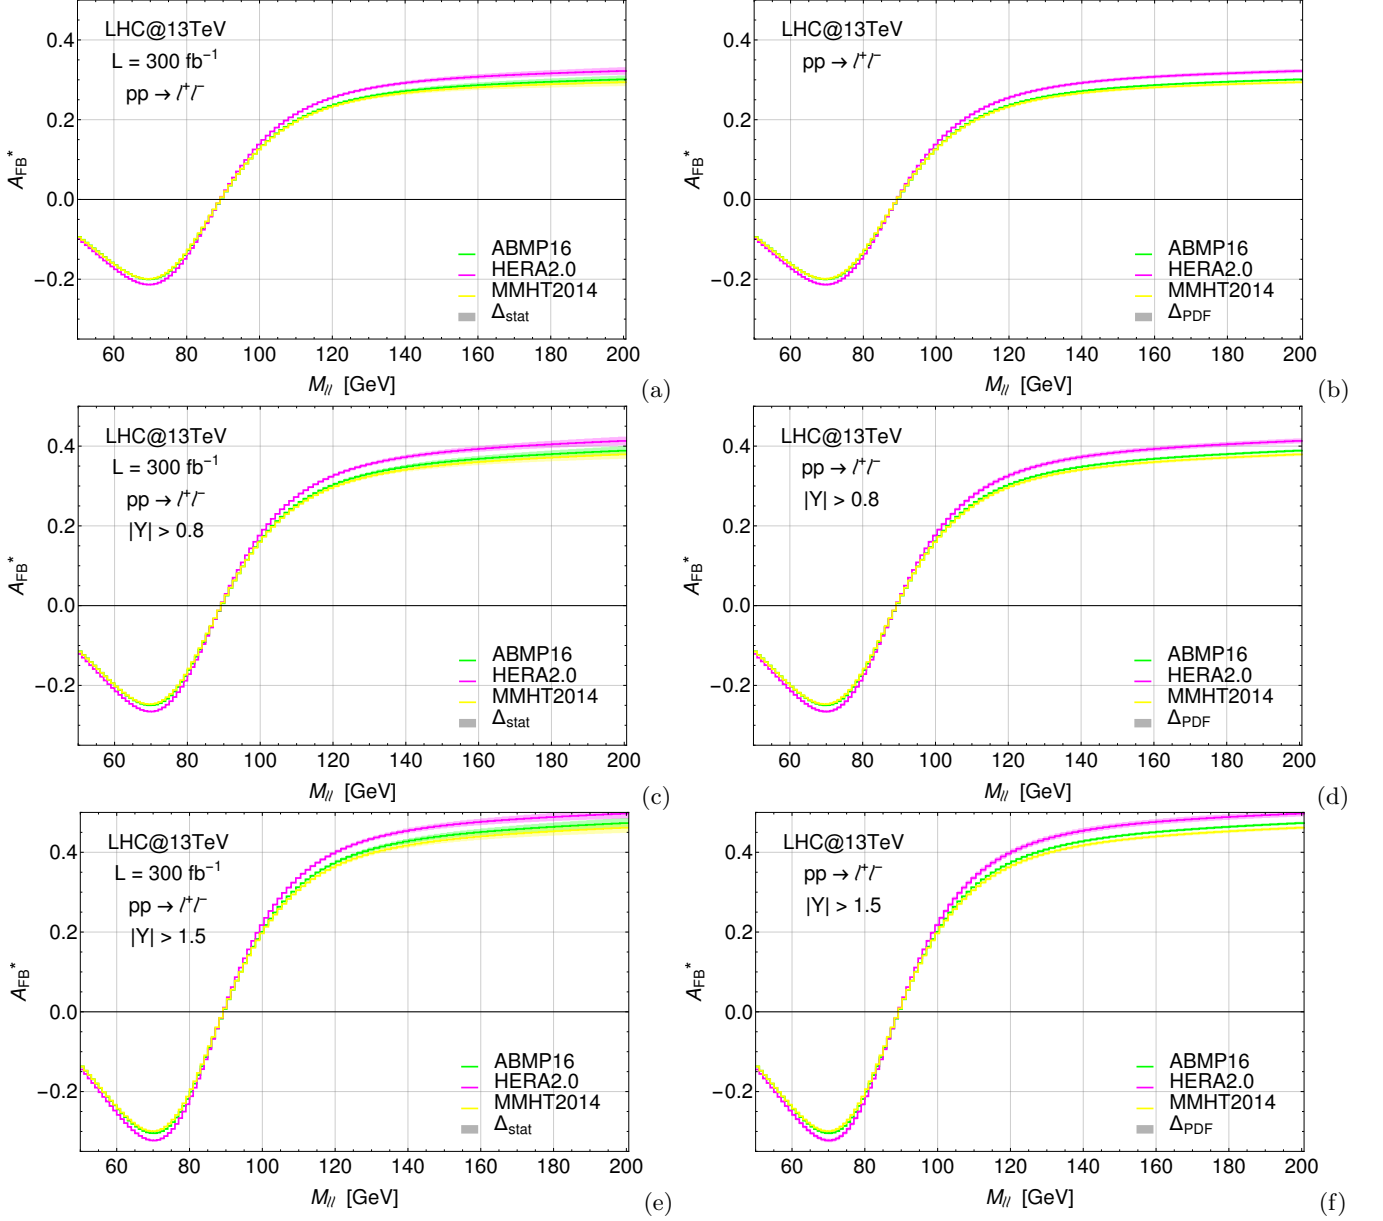 LHC@13TeV
L = 300 fb⁻¹
pp → l⁺l⁻
A_FB*
0.4
0.2
0.0
−0.2
ABMP16
HERA2.0
MMHT2014
Δstat
60 80 100 120 140 160 180 200
M_ll [GeV]
(a)
LHC@13TeV
pp → l⁺l⁻
A_FB*
0.4
0.2
0.0
−0.2
ABMP16
HERA2.0
MMHT2014
ΔPDF
60 80 100 120 140 160 180 200
M_ll [GeV]
(b)
LHC@13TeV
L = 300 fb⁻¹
pp → l⁺l⁻
|Y| > 0.8
A_FB*
0.4
0.2
0.0
−0.2
ABMP16
HERA2.0
MMHT2014
Δstat
60 80 100 120 140 160 180 200
M_ll [GeV]
(c)
LHC@13TeV
pp → l⁺l⁻
|Y| > 0.8
A_FB*
0.4
0.2
0.0
−0.2
ABMP16
HERA2.0
MMHT2014
ΔPDF
60 80 100 120 140 160 180 200
M_ll [GeV]
(d)
LHC@13TeV
L = 300 fb⁻¹
pp → l⁺l⁻
|Y| > 1.5
A_FB*
0.4
0.2
0.0
−0.2
ABMP16
HERA2.0
MMHT2014
Δstat
60 80 100 120 140 160 180 200
M_ll [GeV]
(e)
LHC@13TeV
pp → l⁺l⁻
|Y| > 1.5
A_FB*
0.4
0.2
0.0
−0.2
ABMP16
HERA2.0
MMHT2014
ΔPDF
60 80 100 120 140 160 180 200
M_ll [GeV]
(f)